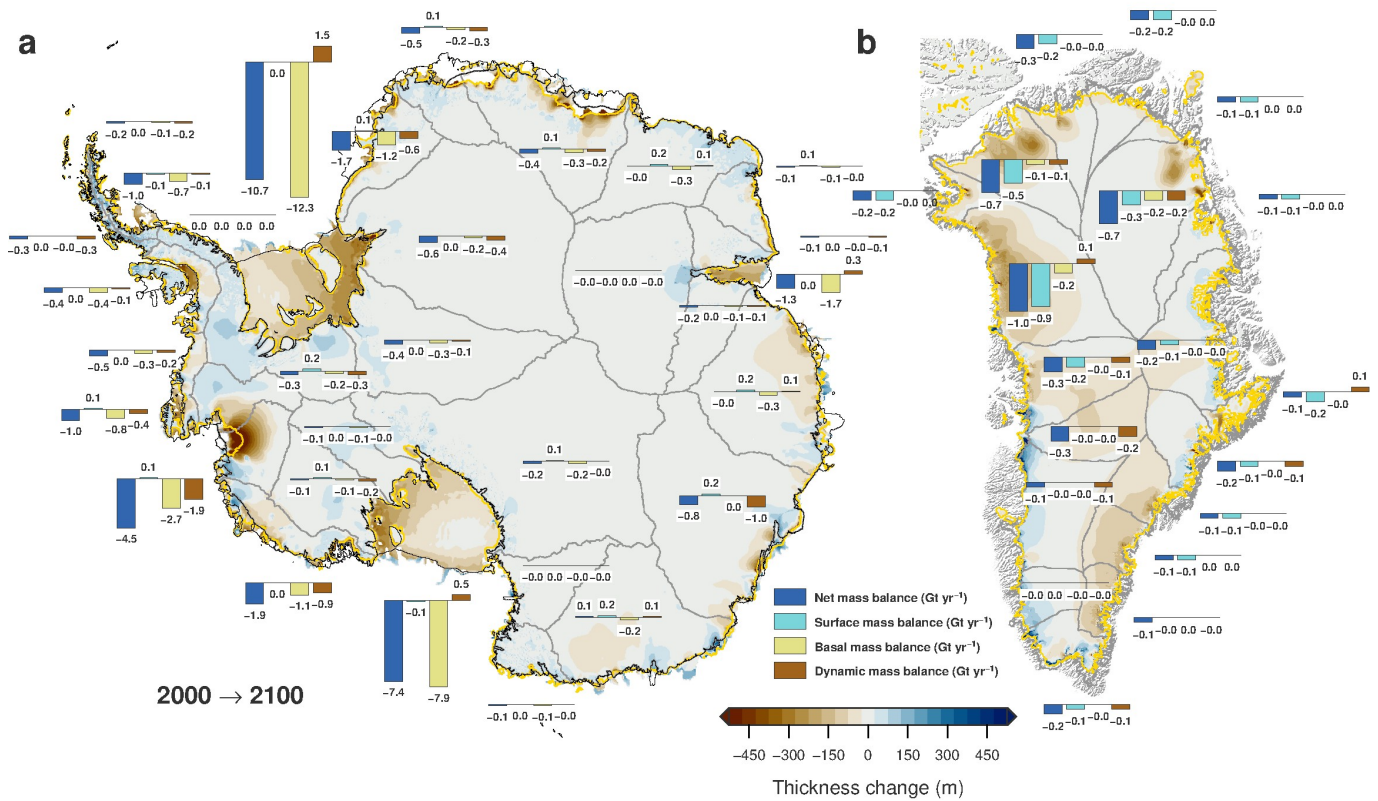 a
b
0.1
−0.5 −0.2 −0.3
1.5
0.0
−10.7
−12.3
−0.2 0.0 −0.1 −0.2
−0.1 −0.7 −0.1
−1.0
0.0 0.0 0.0 0.0
0.1
−1.7 −1.2 −0.6
0.1
−0.4 −0.3 −0.2
0.2 0.1
−0.0 −0.3
0.1
−0.1 −0.1 −0.0
−0.3 0.0 −0.0 −0.3
−0.6 0.0 −0.2 −0.4
−0.1 0.0 −0.0 −0.1
−0.0 −0.0 0.0 −0.0
0.3
−1.3 0.0 −1.7
−0.4 0.0 −0.4 −0.1
−0.2 0.0 −0.1 −0.1
−0.5 0.0 −0.3 −0.2
−0.4 0.0 −0.3 −0.1
0.2
−0.3 −0.2 −0.3
0.2 0.1
−0.0 −0.3
0.1
−1.0 −0.8 −0.4
−0.1 0.0 −0.1 −0.0
0.1
−0.1 −0.1 −0.2
0.1
−0.2 −0.2 −0.0
0.1
−4.5 −2.7 −1.9
0.2
−0.8 0.0 −1.0
−0.0 −0.0 −0.0 −0.0
0.0
−1.9 −1.1 −0.9
0.5
−0.1
−7.4 −7.9
0.1 0.2 0.1
−0.2
−0.1 0.0 −0.1 −0.0
2000 → 2100
Net mass balance (Gt yr⁻¹)
Surface mass balance (Gt yr⁻¹)
Basal mass balance (Gt yr⁻¹)
Dynamic mass balance (Gt yr⁻¹)
−450 −300 −150 0 150 300 450
Thickness change (m)
−0.2 −0.2 −0.0 0.0
−0.3 −0.2 −0.0 −0.0
−0.1 −0.1 0.0 0.0
−0.7 −0.5 −0.1 −0.1
−0.2 −0.2 −0.0 0.0
−0.7 −0.3 −0.2 −0.2
−0.1 −0.1 −0.0 −0.0
0.1
−1.0 −0.9 −0.2
−0.2 −0.1 −0.0 −0.0
−0.3 −0.2 −0.0 −0.1
0.1
−0.1 −0.2 −0.0
−0.3 −0.0 −0.0 −0.2
−0.2 −0.1 −0.0 −0.1
−0.1 −0.0 −0.0 −0.1
−0.1 −0.1 −0.0 −0.0
−0.1 −0.1 0.0 0.0
−0.0 0.0 −0.0 −0.0
−0.1 −0.0 0.0 −0.0
−0.2 −0.1 −0.0 −0.1